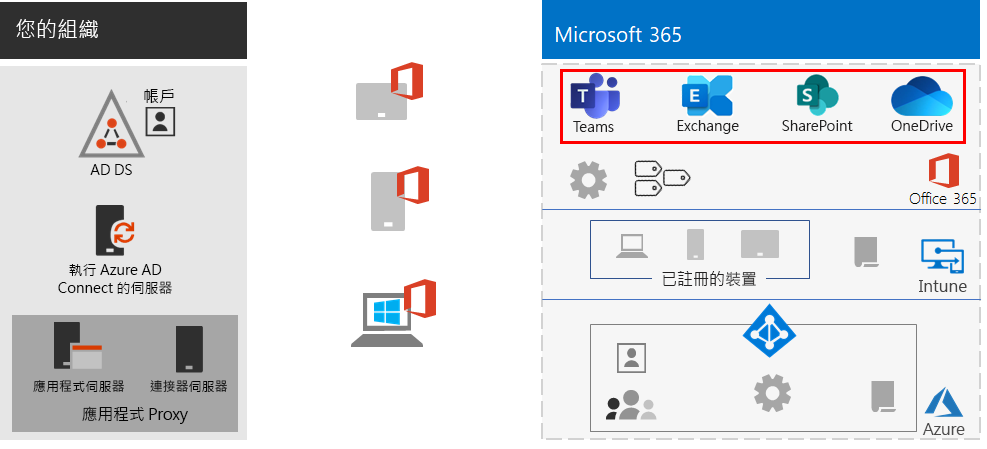 您的組織
帳戶
AD DS
執行 Azure AD
Connect 的伺服器
應用程式伺服器
連接器伺服器
應用程式 Proxy
Microsoft 365
Teams
Exchange
SharePoint
OneDrive
Office 365
已註冊的裝置
Intune
Azure